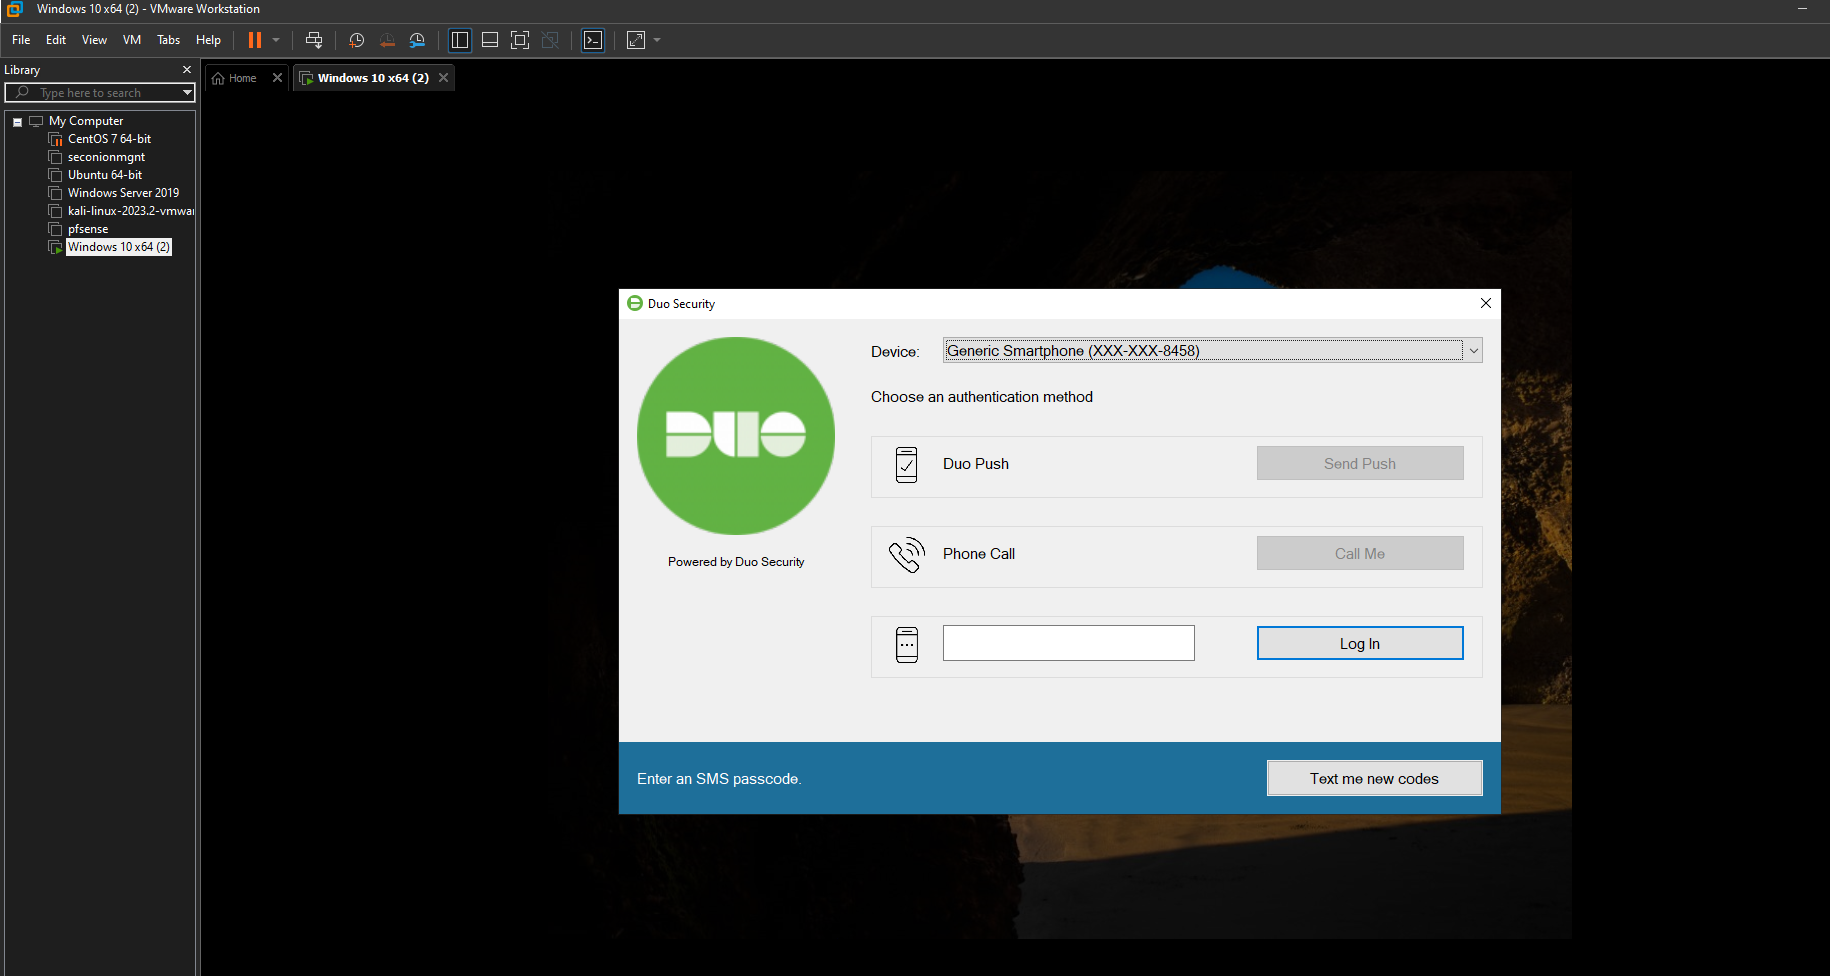 Windows 10 x64 (2) - VMware Workstation
File Edit View VM Tabs Help
Library
Type here to search
Home
Windows 10 x64 (2)
My Computer
CentOS 7 64-bit
seconionmgnt
Ubuntu 64-bit
Windows Server 2019
kali-linux-2023.2-vmwar
pfsense
Windows 10 x64 (2)
Duo Security
DUO
Powered by Duo Security
Device: Generic Smartphone (XXX-XXX-8458)
Choose an authentication method
Duo Push Send Push
Phone Call Call Me
Log In
Enter an SMS passcode. Text me new codes